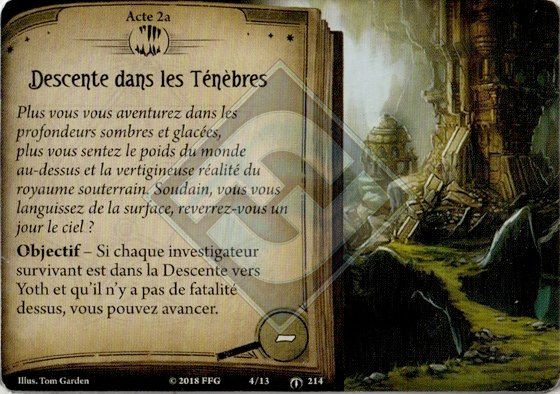 Acte 2a
Descente dans les Ténèbres
Plus vous vous aventurez dans les
profondeurs sombres et glacées,
plus vous sentez le poids du monde
au-dessus et la vertigineuse réalité du
royaume souterrain. Soudain, vous vous
languissez de la surface, reverrez-vous un
jour le ciel ?
Objectif – Si chaque investigateur
survivant est dans la Descente vers
Yoth et qu'il n'y a pas de fatalité
dessus, vous pouvez avancer.
–
Illus. Tom Garden © 2018 FFG 4/13 214